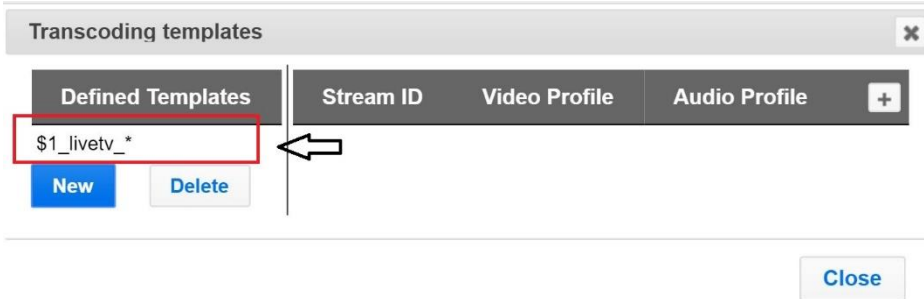 Transcoding templates
Defined Templates Stream ID Video Profile Audio Profile +
$1_livetv_*
New Delete
Close